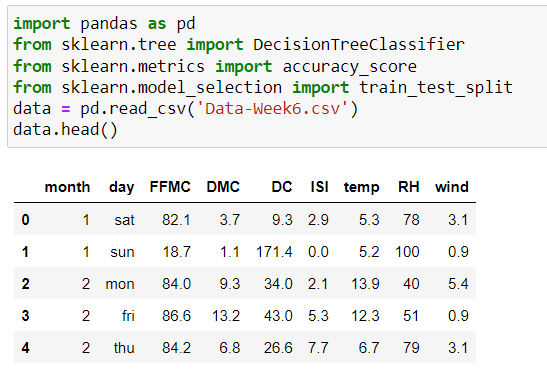 import pandas as pd
from sklearn.tree import DecisionTreeClassifier
from sklearn.metrics import accuracy_score
from sklearn.model_selection import train_test_split
data = pd.read_csv('Data-Week6.csv')
data.head()
month day FFMC DMC DC ISI temp RH wind
0 1 sat 82.1 3.7 9.3 2.9 5.3 78 3.1
1 1 sun 18.7 1.1 171.4 0.0 5.2 100 0.9
2 2 mon 84.0 9.3 34.0 2.1 13.9 40 5.4
3 2 fri 86.6 13.2 43.0 5.3 12.3 51 0.9
4 2 thu 84.2 6.8 26.6 7.7 6.7 79 3.1